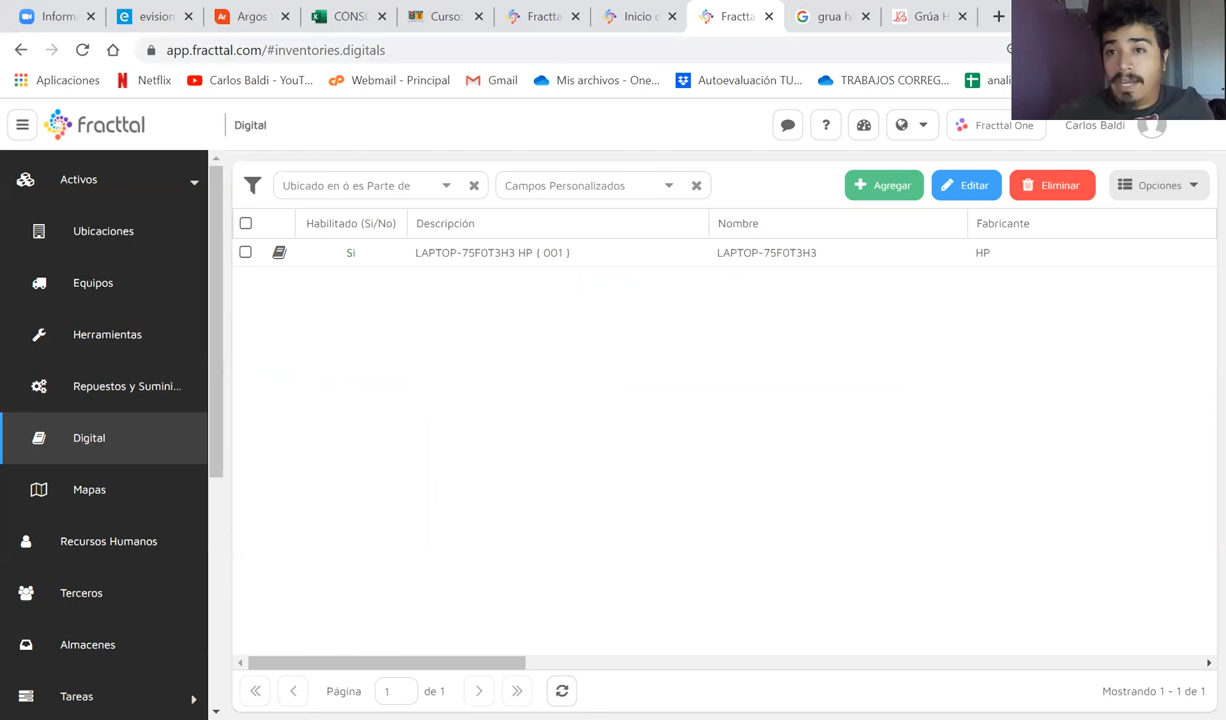 Informa
evision
Argos
CONSO
Curso:
Fractta
Inicio d
Fractta
grua h
Grúa H
app.fracttal.com/#inventories.digitals
Aplicaciones
Netflix
Carlos Baldi - YouT...
Webmail - Principal
Gmail
Mis archivos - One...
Autoevaluación TU...
TRABAJOS CORREG...
anali
fracttal
Digital
?
Fracttal One
Carlos Baldi
Activos
Ubicaciones
Equipos
Herramientas
Repuestos y Sumini...
Digital
Mapas
Recursos Humanos
Terceros
Almacenes
Tareas
Ubicado en ó es Parte de
Campos Personalizados
Agregar
Editar
Eliminar
Opciones
Habilitado (Si/No)
Descripción
Nombre
Fabricante
Si
LAPTOP-75F0T3H3 HP { 001 }
LAPTOP-75F0T3H3
HP
Página
1
de 1
Mostrando 1 - 1 de 1